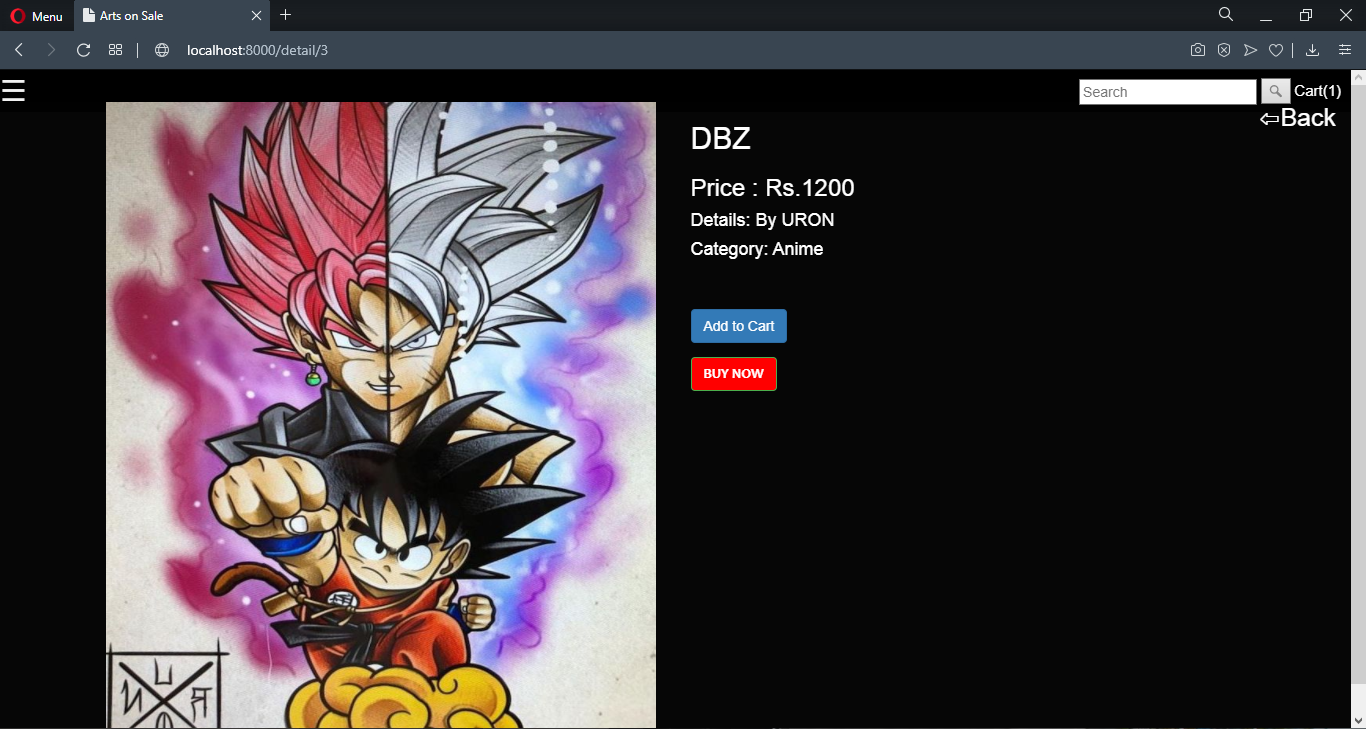 Menu
Arts on Sale
localhost:8000/detail/3
Search
Cart(1)
⇦Back
DBZ
Price : Rs.1200
Details: By URON
Category: Anime
Add to Cart
BUY NOW